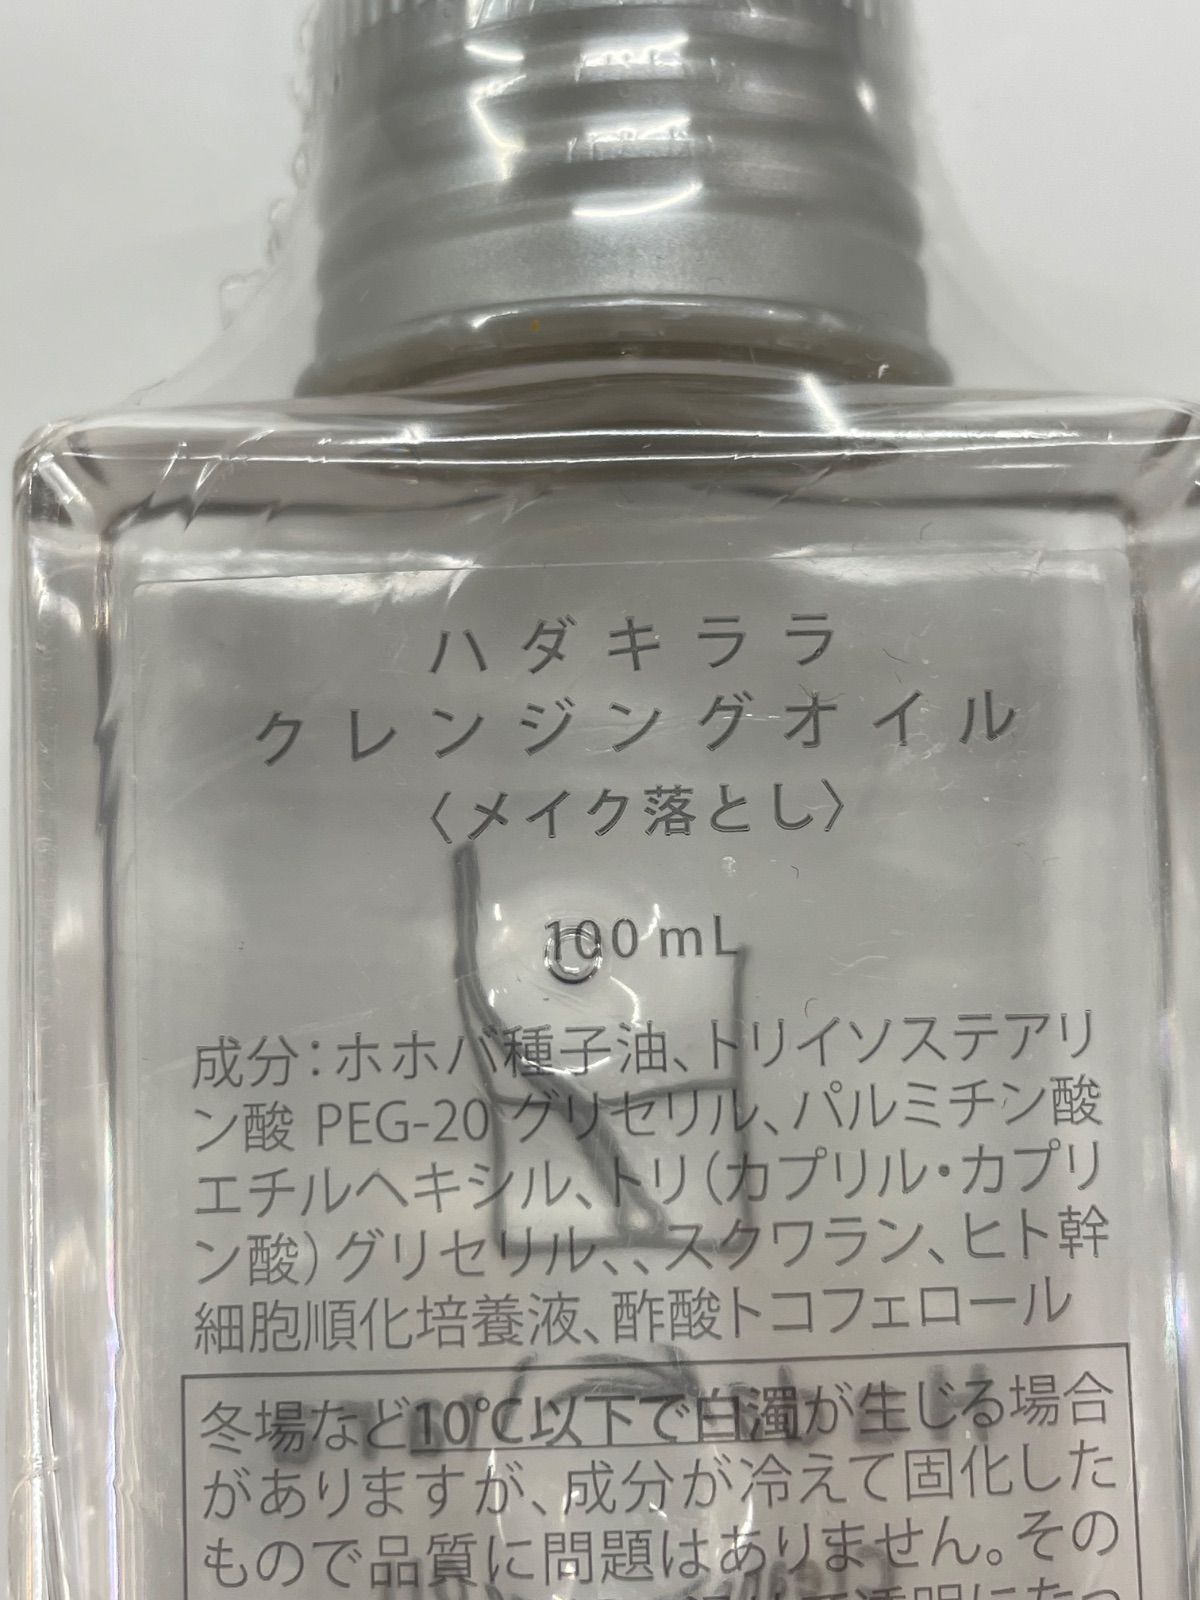 ハダキララ
クレンジングオイル
〈メイク落とし〉
100 mL
成分：ホホバ種子油、トリイソステアリ
ン酸 PEG-20 グリセリル、パルミチン酸
エチルヘキシル、トリ（カプリル・カプリ
ン酸）グリセリル、、スクワラン、ヒト幹
細胞順化培養液、酢酸トコフェロール
冬場など10℃以下で白濁が生じる場合
がありますが、成分が冷えて固化した
もので品質に問題はありません。その